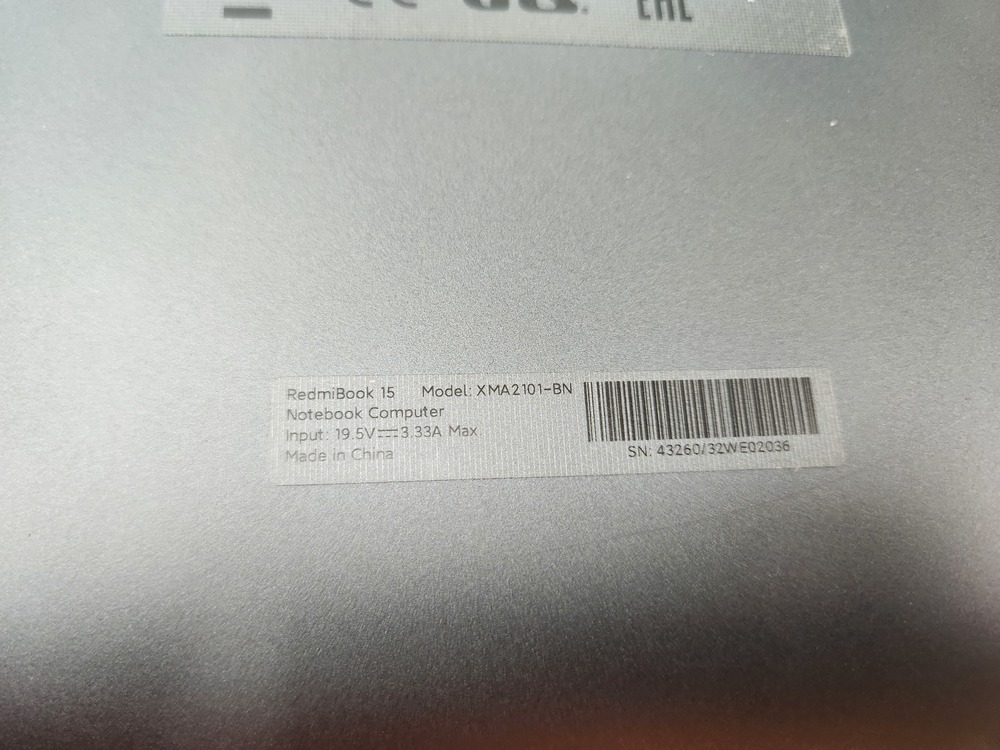 EAC
RedmiBook 15 Model: XMA2101-BN
Notebook Computer
Input: 19.5V⎓3.33A Max
Made in China
SN: 43260/32WE02036